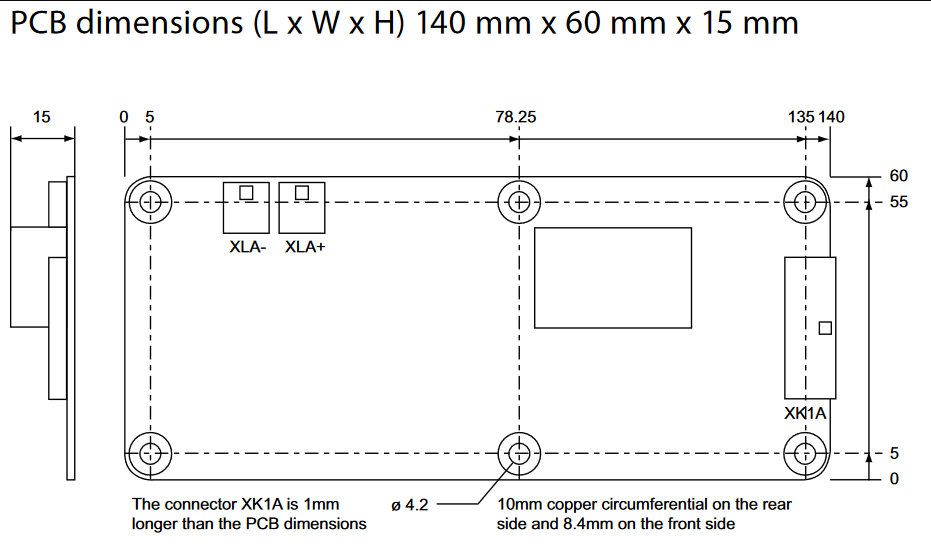 PCB dimensions (L x W x H) 140 mm x 60 mm x 15 mm
15
0 5
78.25
135 140
60
55
XLA- XLA+
XK1A
5
0
The connector XK1A is 1mm
longer than the PCB dimensions
ø 4.2
10mm copper circumferential on the rear
side and 8.4mm on the front side